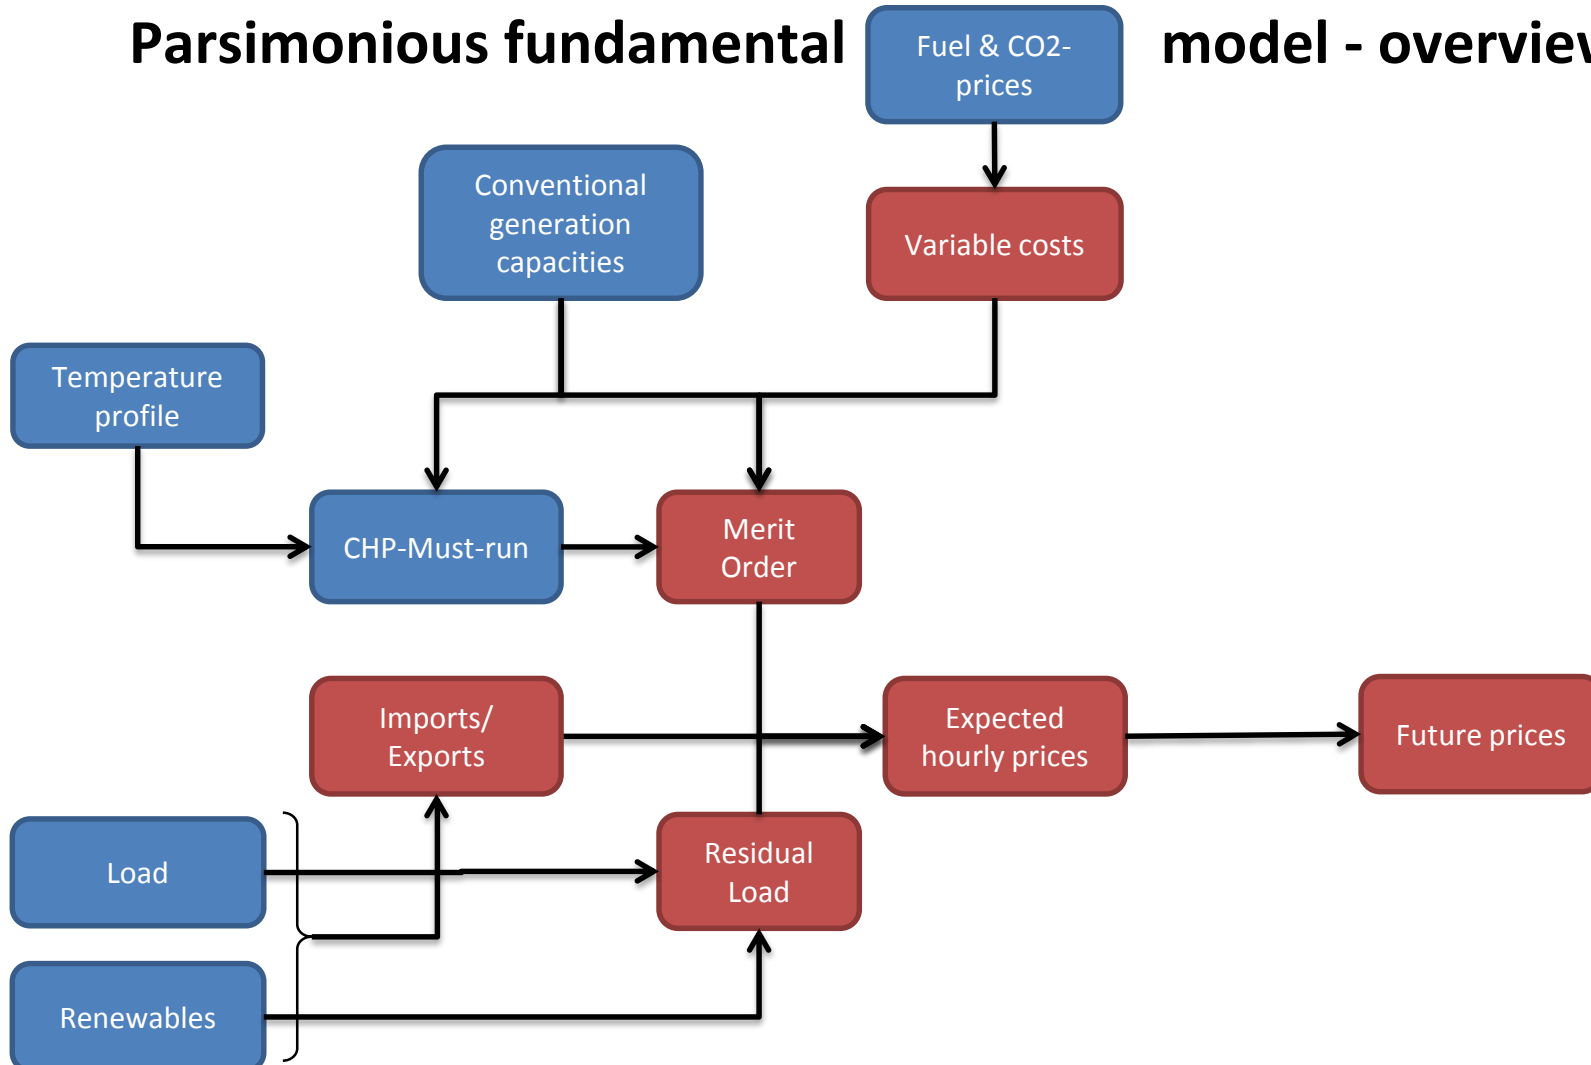 Parsimonious fundamental model - overview
Fuel & CO2-
prices
Conventional
generation
capacities
Variable costs
Temperature
profile
CHP-Must-run
Merit
Order
Imports/
Exports
Expected
hourly prices
Future prices
Load
Residual
Load
Renewables